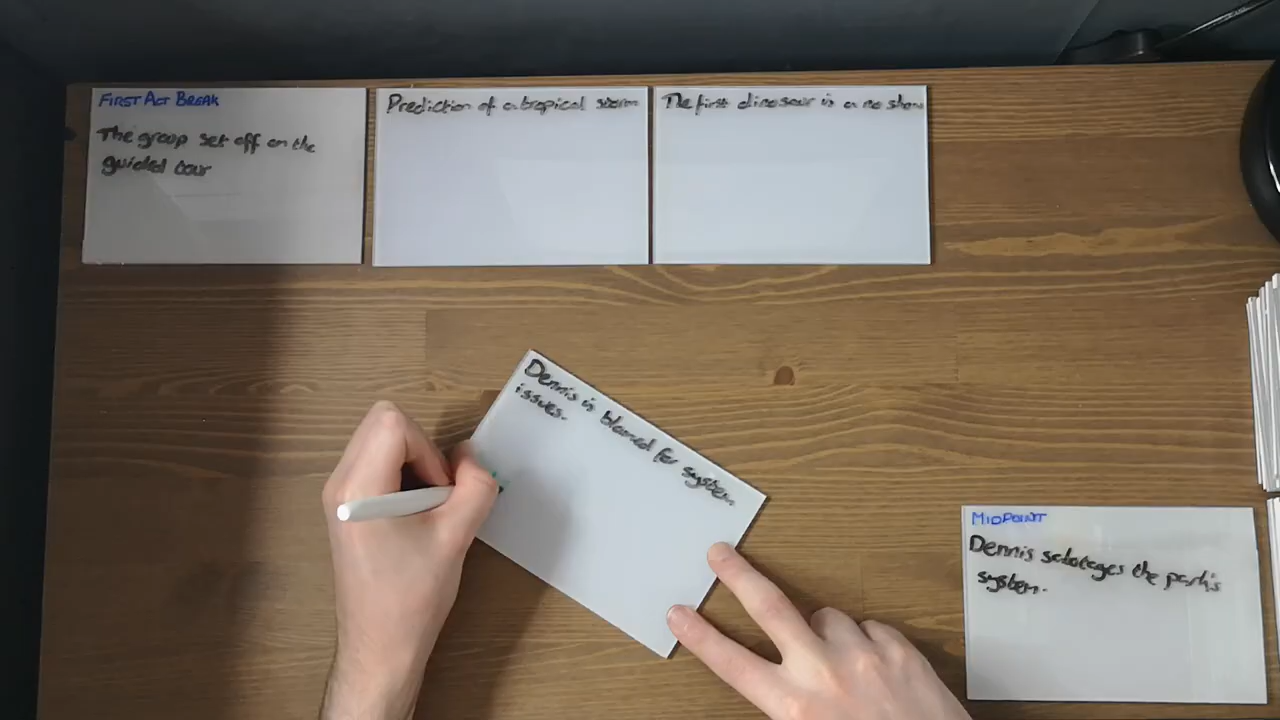 FIRST ACT BREAK
The group set off on the
guided tour
Prediction of a tropical storm
The first dinosaur is a no show
Dennis is blamed for system
issues.
MIDPOINT
Dennis sabotages the park's
system.